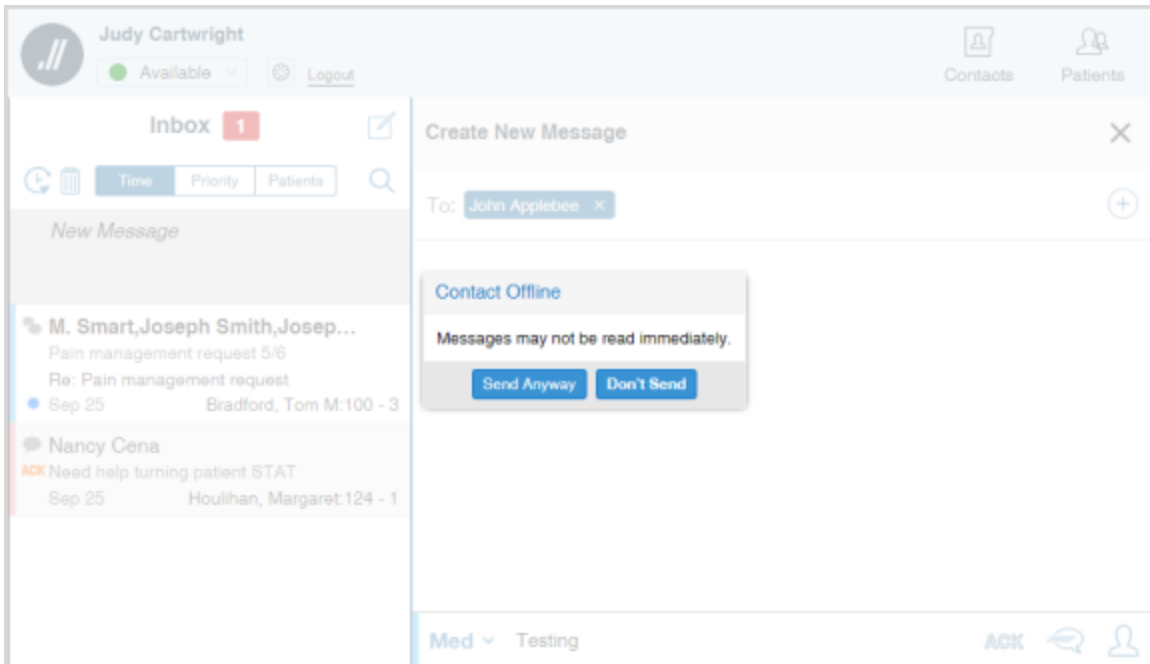 Judy Cartwright
Available
Logout
Contacts
Patients
Inbox 1
Time Priority Patients
New Message
M. Smart,Joseph Smith,Josep...
Pain management request 5/6
Re: Pain management request
Sep 25 Bradford, Tom M:100 - 3
Nancy Cena
ACK Need help turning patient STAT
Sep 25 Houlihan, Margaret:124 - 1
Create New Message
To: John Applebee ×
Contact Offline
Messages may not be read immediately.
Send Anyway Don't Send
Med Testing ACK